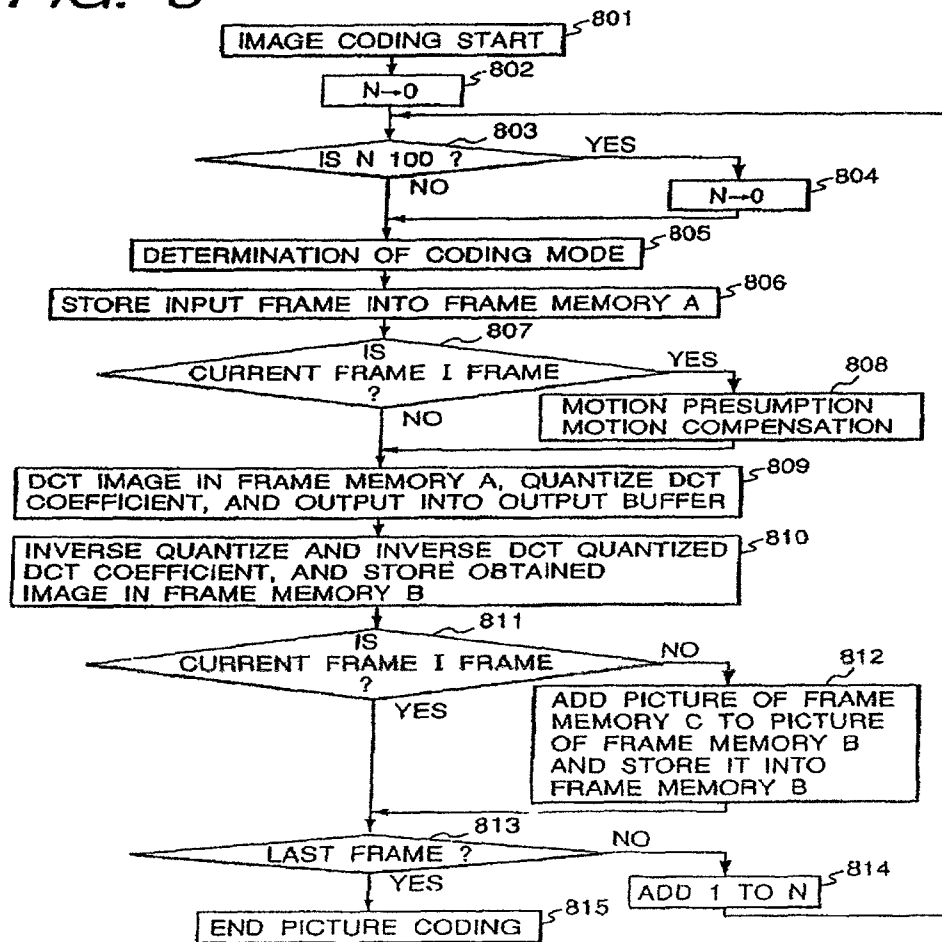 801
IMAGE CODING START
802
N→0
803
IS N 100 ?
YES
NO
804
N→0
805
DETERMINATION OF CODING MODE
806
STORE INPUT FRAME INTO FRAME MEMORY A
807
IS
CURRENT FRAME I FRAME
?
YES
NO
808
MOTION PRESUMPTION
MOTION COMPENSATION
809
DCT IMAGE IN FRAME MEMORY A, QUANTIZE DCT
COEFFICIENT, AND OUTPUT INTO OUTPUT BUFFER
810
INVERSE QUANTIZE AND INVERSE DCT QUANTIZED
DCT COEFFICIENT, AND STORE OBTAINED
IMAGE IN FRAME MEMORY B
811
IS
CURRENT FRAME I FRAME
?
NO
YES
812
ADD PICTURE OF FRAME
MEMORY C TO PICTURE
OF FRAME MEMORY B
AND STORE IT INTO
FRAME MEMORY B
813
LAST FRAME ?
NO
YES
814
ADD 1 TO N
815
END PICTURE CODING